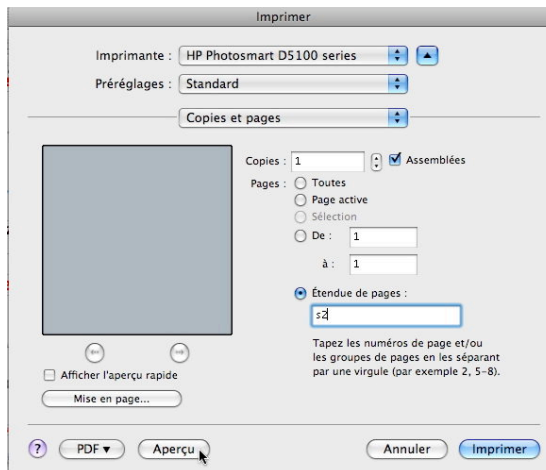 Imprimer
Imprimante : HP Photosmart D5100 series
Préréglages : Standard
Copies et pages
Copies : 1 Assemblées
Pages : Toutes
Page active
Sélection
De : 1
à : 1
Étendue de pages :
s2
Tapez les numéros de page et/ou
les groupes de pages en les séparant
par une virgule (par exemple 2, 5-8).
Afficher l'aperçu rapide
Mise en page...
? PDF▼ Aperçu Annuler Imprimer